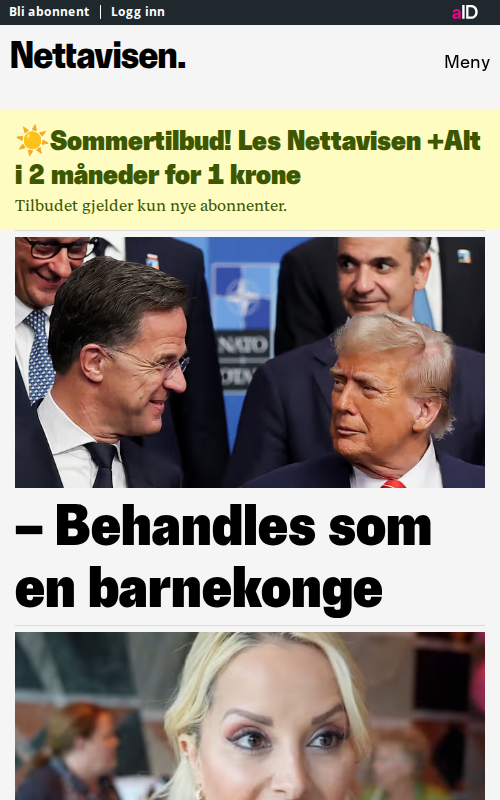 Bli abonnent
Logg inn
aID
Nettavisen.
Meny
☀️Sommertilbud! Les Nettavisen +Alt
i 2 måneder for 1 krone
Tilbudet gjelder kun nye abonnenter.
NATO
OTAN
– Behandles som
en barnekonge